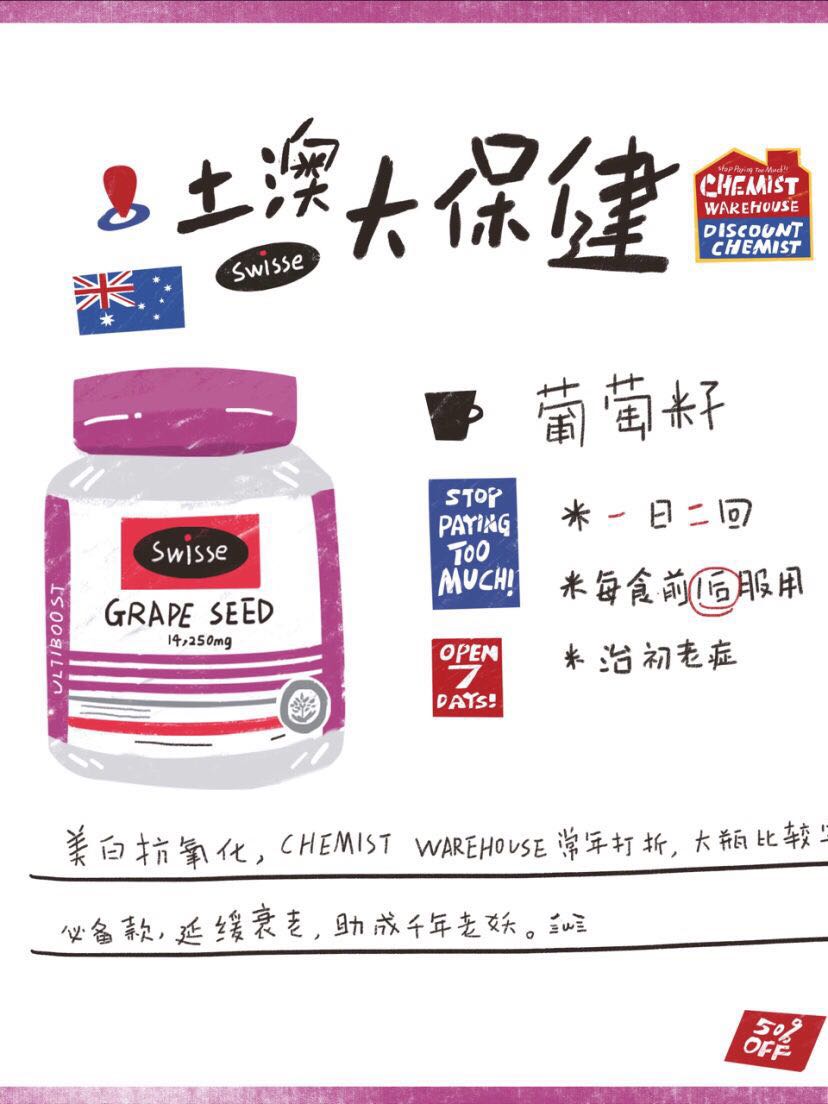 土澳大保健
Swisse
Stop Paying Too Much!!
CHEMIST
WAREHOUSE
DISCOUNT
CHEMIST
葡萄籽
Swisse
GRAPE SEED
14,250mg
ULTIBOOST
STOP
PAYING
TOO
MUCH!
OPEN
7
DAYS!
*一日二回
*每食前/后服用
*治初老症
美白抗氧化，CHEMIST WAREHOUSE常年打折，大瓶比较
必备款，延缓衰老，助成千年老妖。
50%
OFF